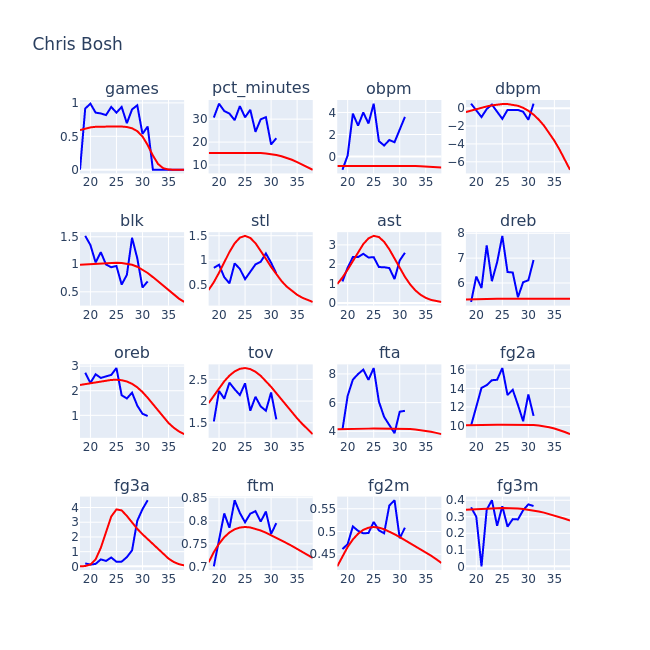 Chris Bosh
games pct_minutes obpm dbpm
1 0.5 0 20 25 30 35
30 20 10 20 25 30 35
4 2 0 20 25 30 35
0 −2 −4 −6 20 25 30 35
blk stl ast dreb
1.5 1 0.5 20 25 30 35
1.5 1 0.5 20 25 30 35
3 2 1 0 20 25 30 35
8 7 6 20 25 30 35
oreb tov fta fg2a
3 2 1 20 25 30 35
2.5 2 1.5 20 25 30 35
8 6 4 20 25 30 35
16 14 12 10 20 25 30 35
fg3a ftm fg2m fg3m
4 3 2 1 0 20 25 30 35
0.85 0.8 0.75 0.7 20 25 30 35
0.55 0.5 0.45 20 25 30 35
0.4 0.3 0.2 0.1 0 20 25 30 35